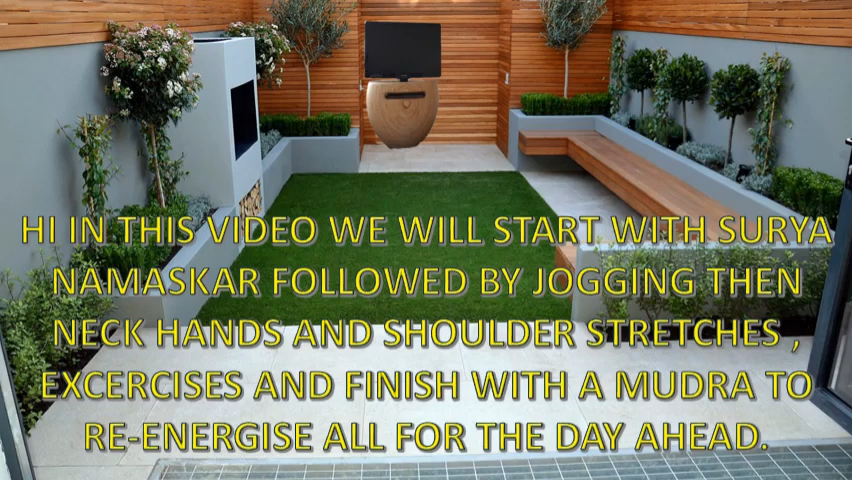 HI IN THIS VIDEO WE WILL START WITH SURYA
NAMASKAR FOLLOWED BY JOGGING THEN
NECK HANDS AND SHOULDER STRETCHES ,
EXCERCISES AND FINISH WITH A MUDRA TO
RE-ENERGISE ALL FOR THE DAY AHEAD.